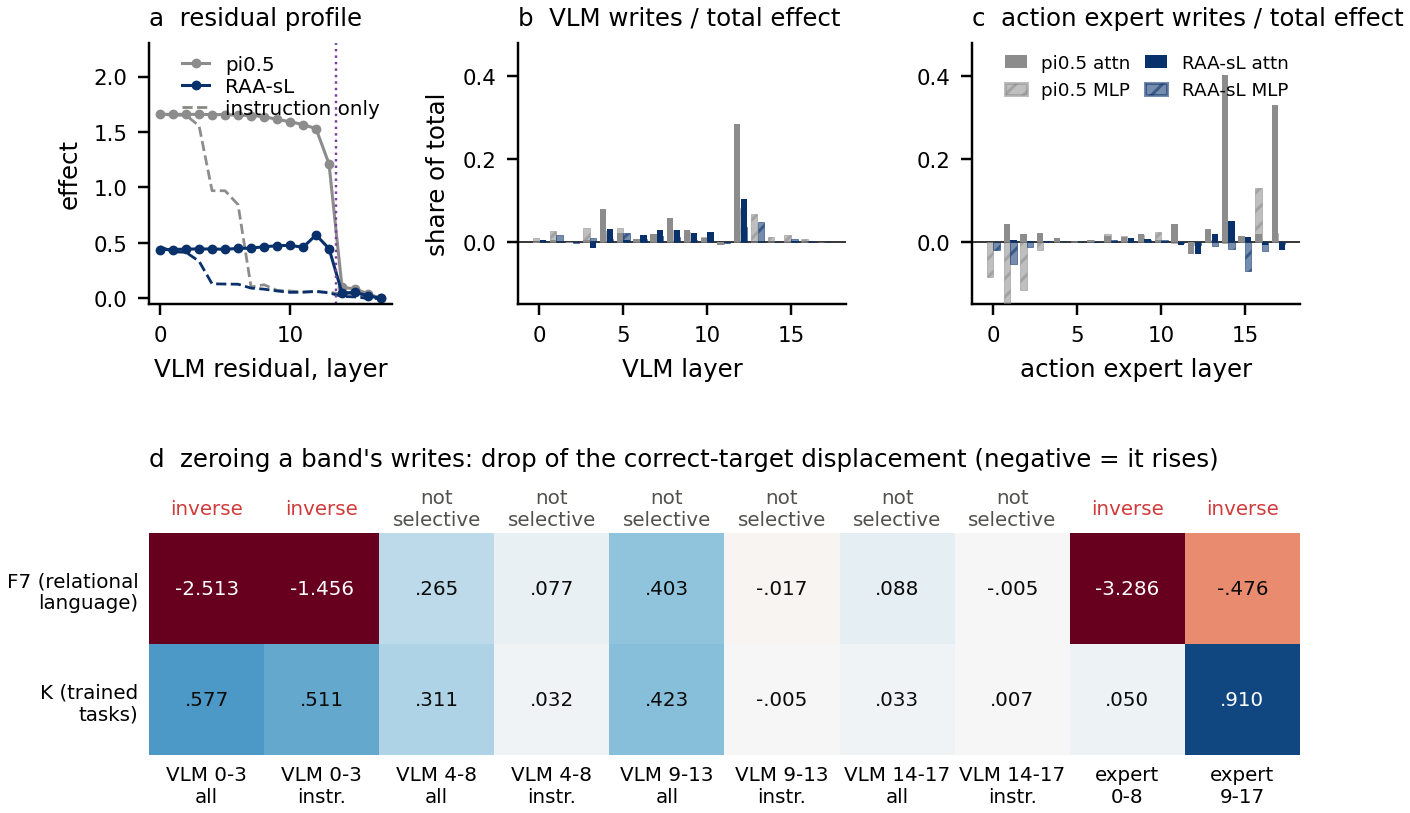 a residual profile
b VLM writes / total effect
c action expert writes / total effect
pi0.5
RAA-sL
instruction only
pi0.5 attn
RAA-sL attn
pi0.5 MLP
RAA-sL MLP
effect
2.0
1.5
1.0
0.5
0.0
0
10
VLM residual, layer
share of total
0.4
0.2
0.0
0
5
10
15
VLM layer
0.4
0.2
0.0
0
5
10
15
action expert layer
d zeroing a band's writes: drop of the correct-target displacement (negative = it rises)
inverse
inverse
not
selective
not
selective
not
selective
not
selective
not
selective
not
selective
inverse
inverse
F7 (relational
language)
-2.513
-1.456
.265
.077
.403
-.017
.088
-.005
-3.286
-.476
K (trained
tasks)
.577
.511
.311
.032
.423
-.005
.033
.007
.050
.910
VLM 0-3
all
VLM 0-3
instr.
VLM 4-8
all
VLM 4-8
instr.
VLM 9-13
all
VLM 9-13
instr.
VLM 14-17
all
VLM 14-17
instr.
expert
0-8
expert
9-17